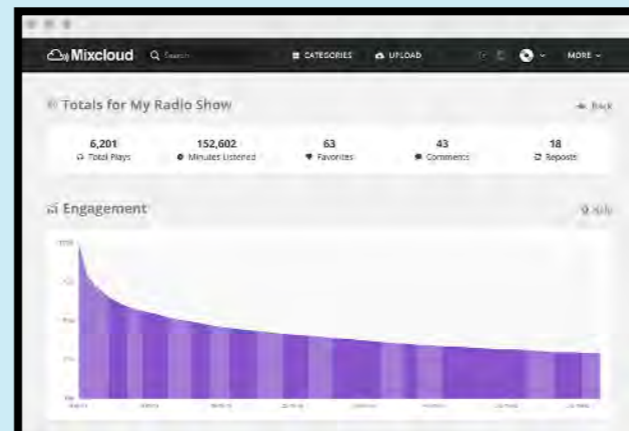 Mixcloud Search CATEGORIES UPLOAD MORE
Totals for My Radio Show Back
6,201 152,602 63 43 18
Total Plays Minutes Listened Favorites Comments Reposts
Engagement